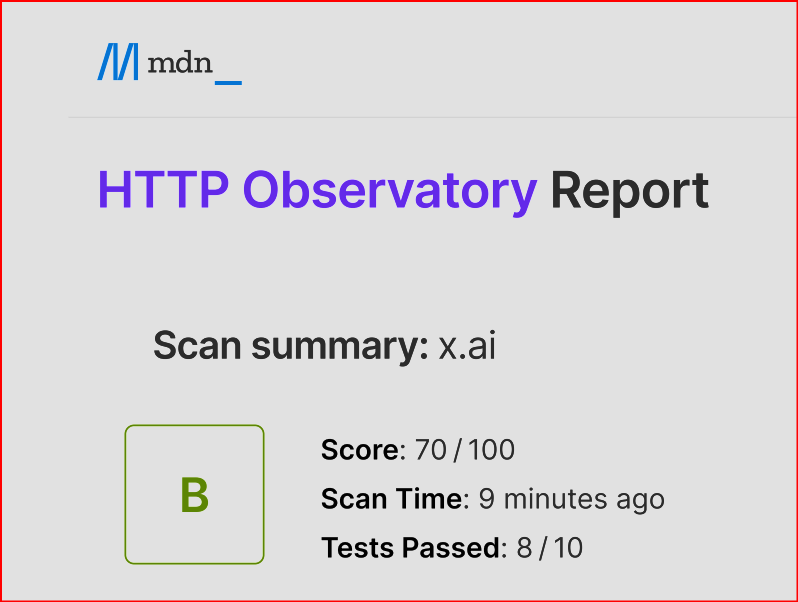 mdn_
HTTP Observatory Report
Scan summary: x.ai
B
Score: 70 / 100
Scan Time: 9 minutes ago
Tests Passed: 8 / 10